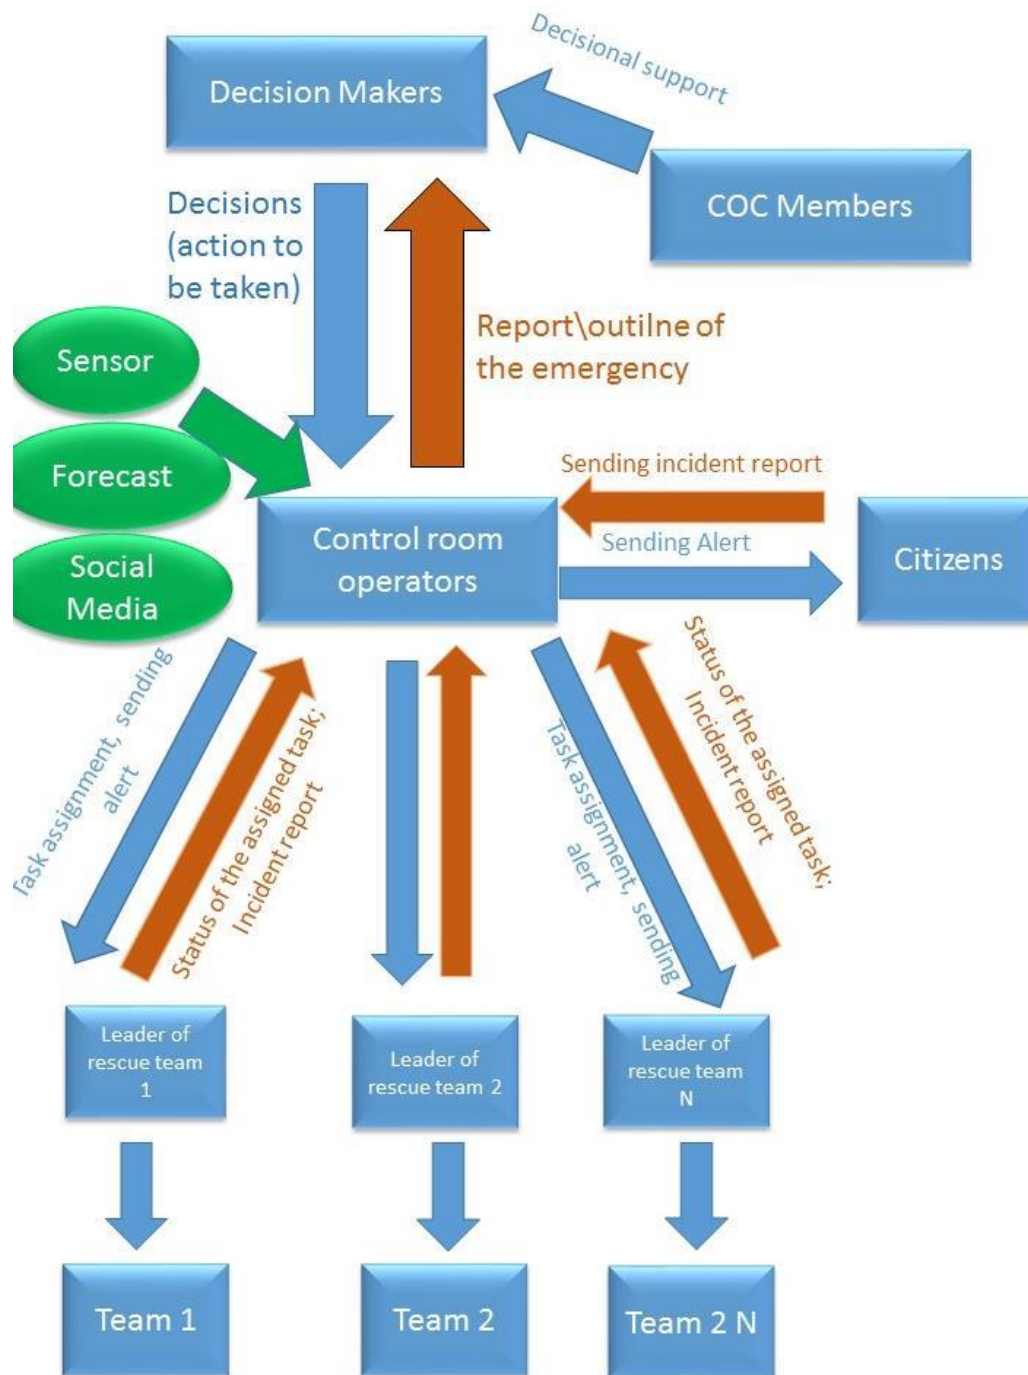 Decisional support
Decision Makers
COC Members
Decisions
(action to
be taken)
Report\outilne of
the emergency
Sensor
Forecast
Social
Media
Sending incident report
Control room
operators
Sending Alert
Citizens
Task assignment, sending
alert
Status of the assigned task;
Incident report
Task assignment, sending
alert
Status of the assigned task;
Incident report
Leader of
rescue team
1
Leader of
rescue team 2
Leader of
rescue team
N
Team 1
Team 2
Team 2 N